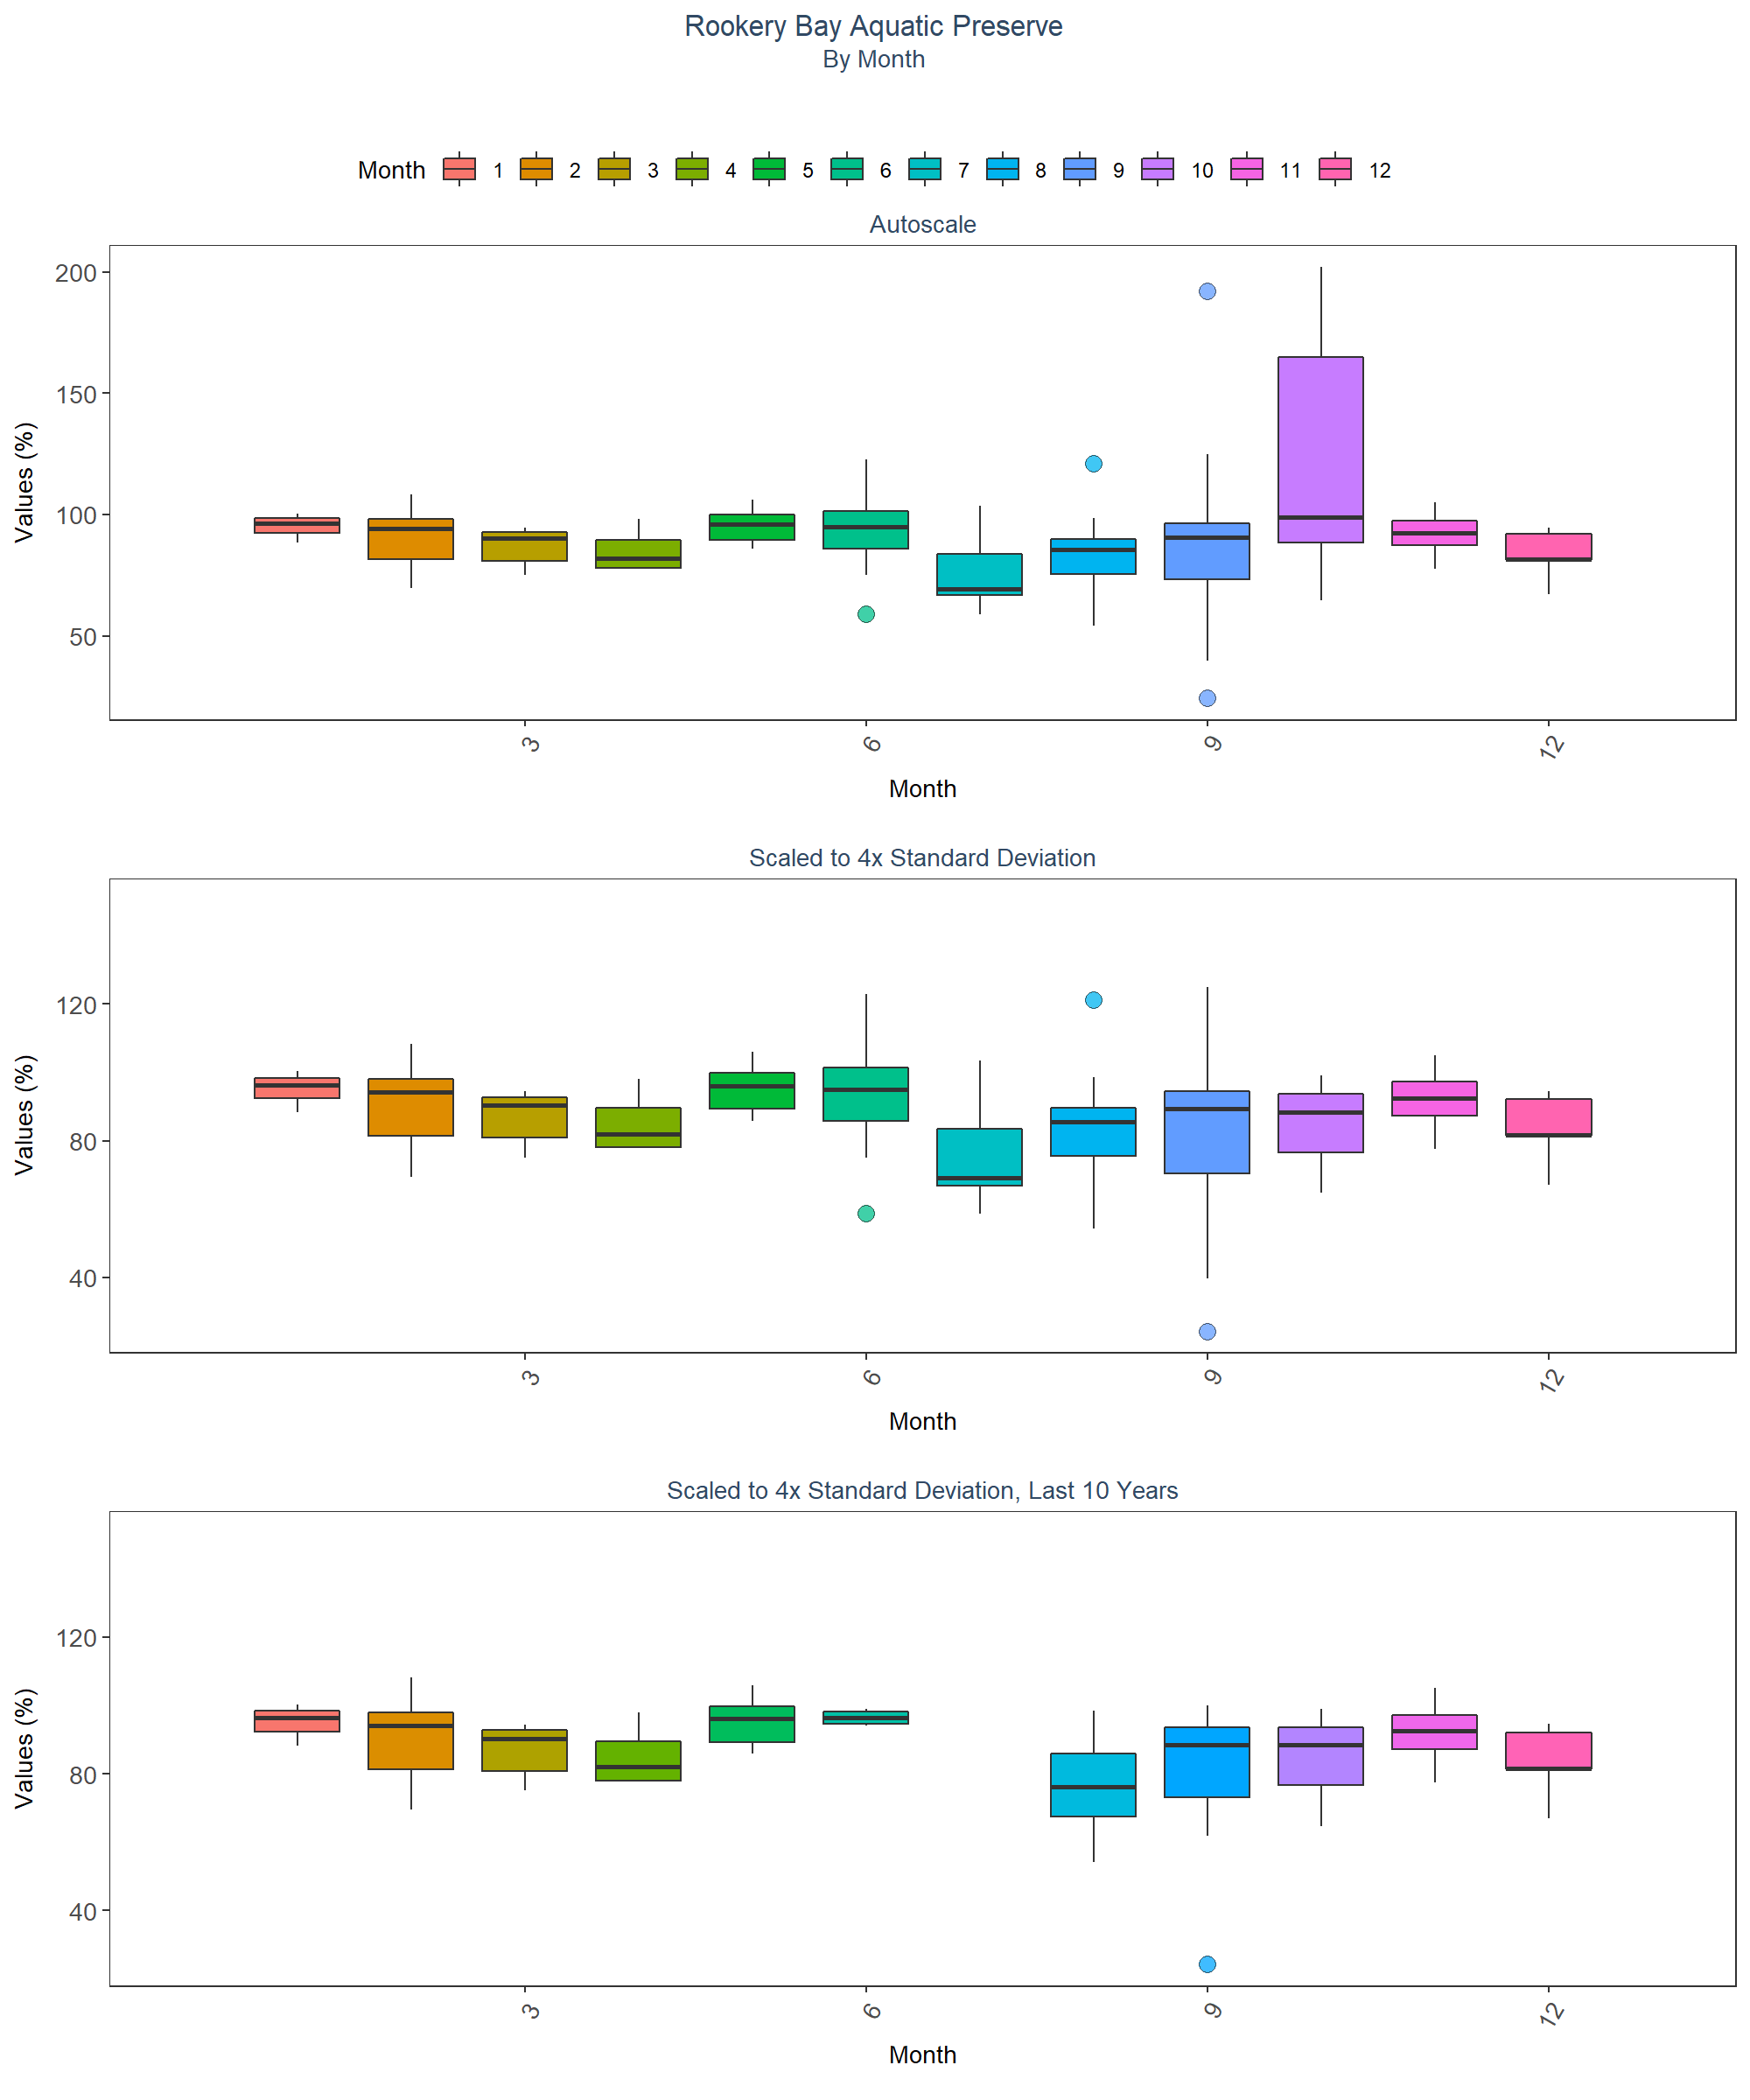 Rookery Bay Aquatic Preserve
By Month
Month 1 2 3 4 5 6 7 8 9 10 11 12
Autoscale
Values (%)
200
150
100
50
3 6 9 12
Month
Scaled to 4x Standard Deviation
Values (%)
120
80
40
3 6 9 12
Month
Scaled to 4x Standard Deviation, Last 10 Years
Values (%)
120
80
40
3 6 9 12
Month